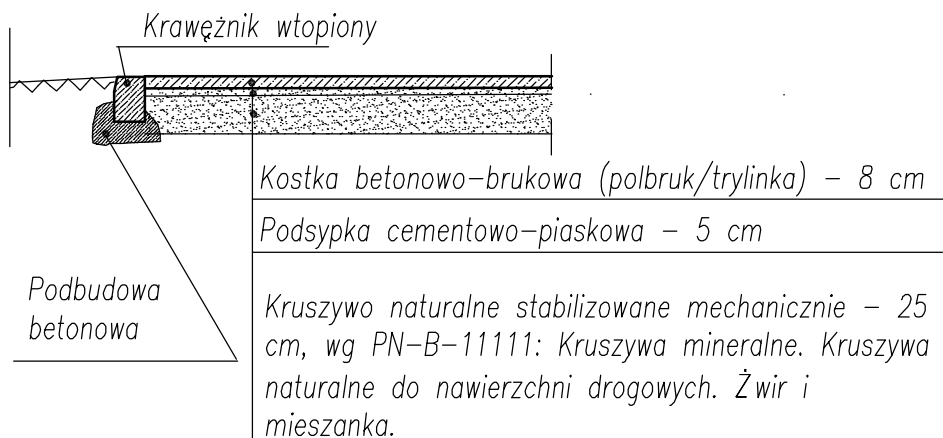 Krawężnik wtopiony
Kostka betonowo-brukowa (polbruk/trylinka) - 8 cm
Podsypka cementowo-piaskowa - 5 cm
Podbudowa
betonowa
Kruszywo naturalne stabilizowane mechanicznie - 25
cm, wg PN-B-11111: Kruszywa mineralne. Kruszywa
naturalne do nawierzchni drogowych. Żwir i
mieszanka.